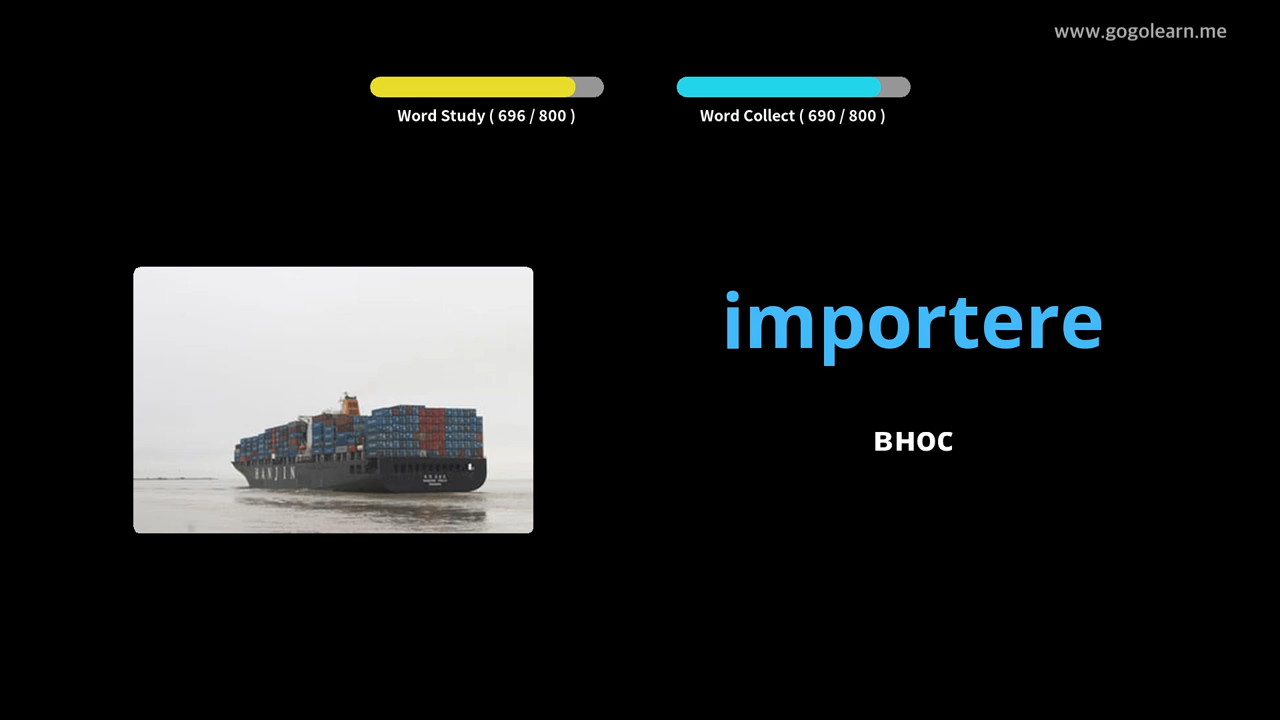 www.gogolearn.me
Word Study ( 696 / 800 )
Word Collect ( 690 / 800 )
importere
внос
HANJIN